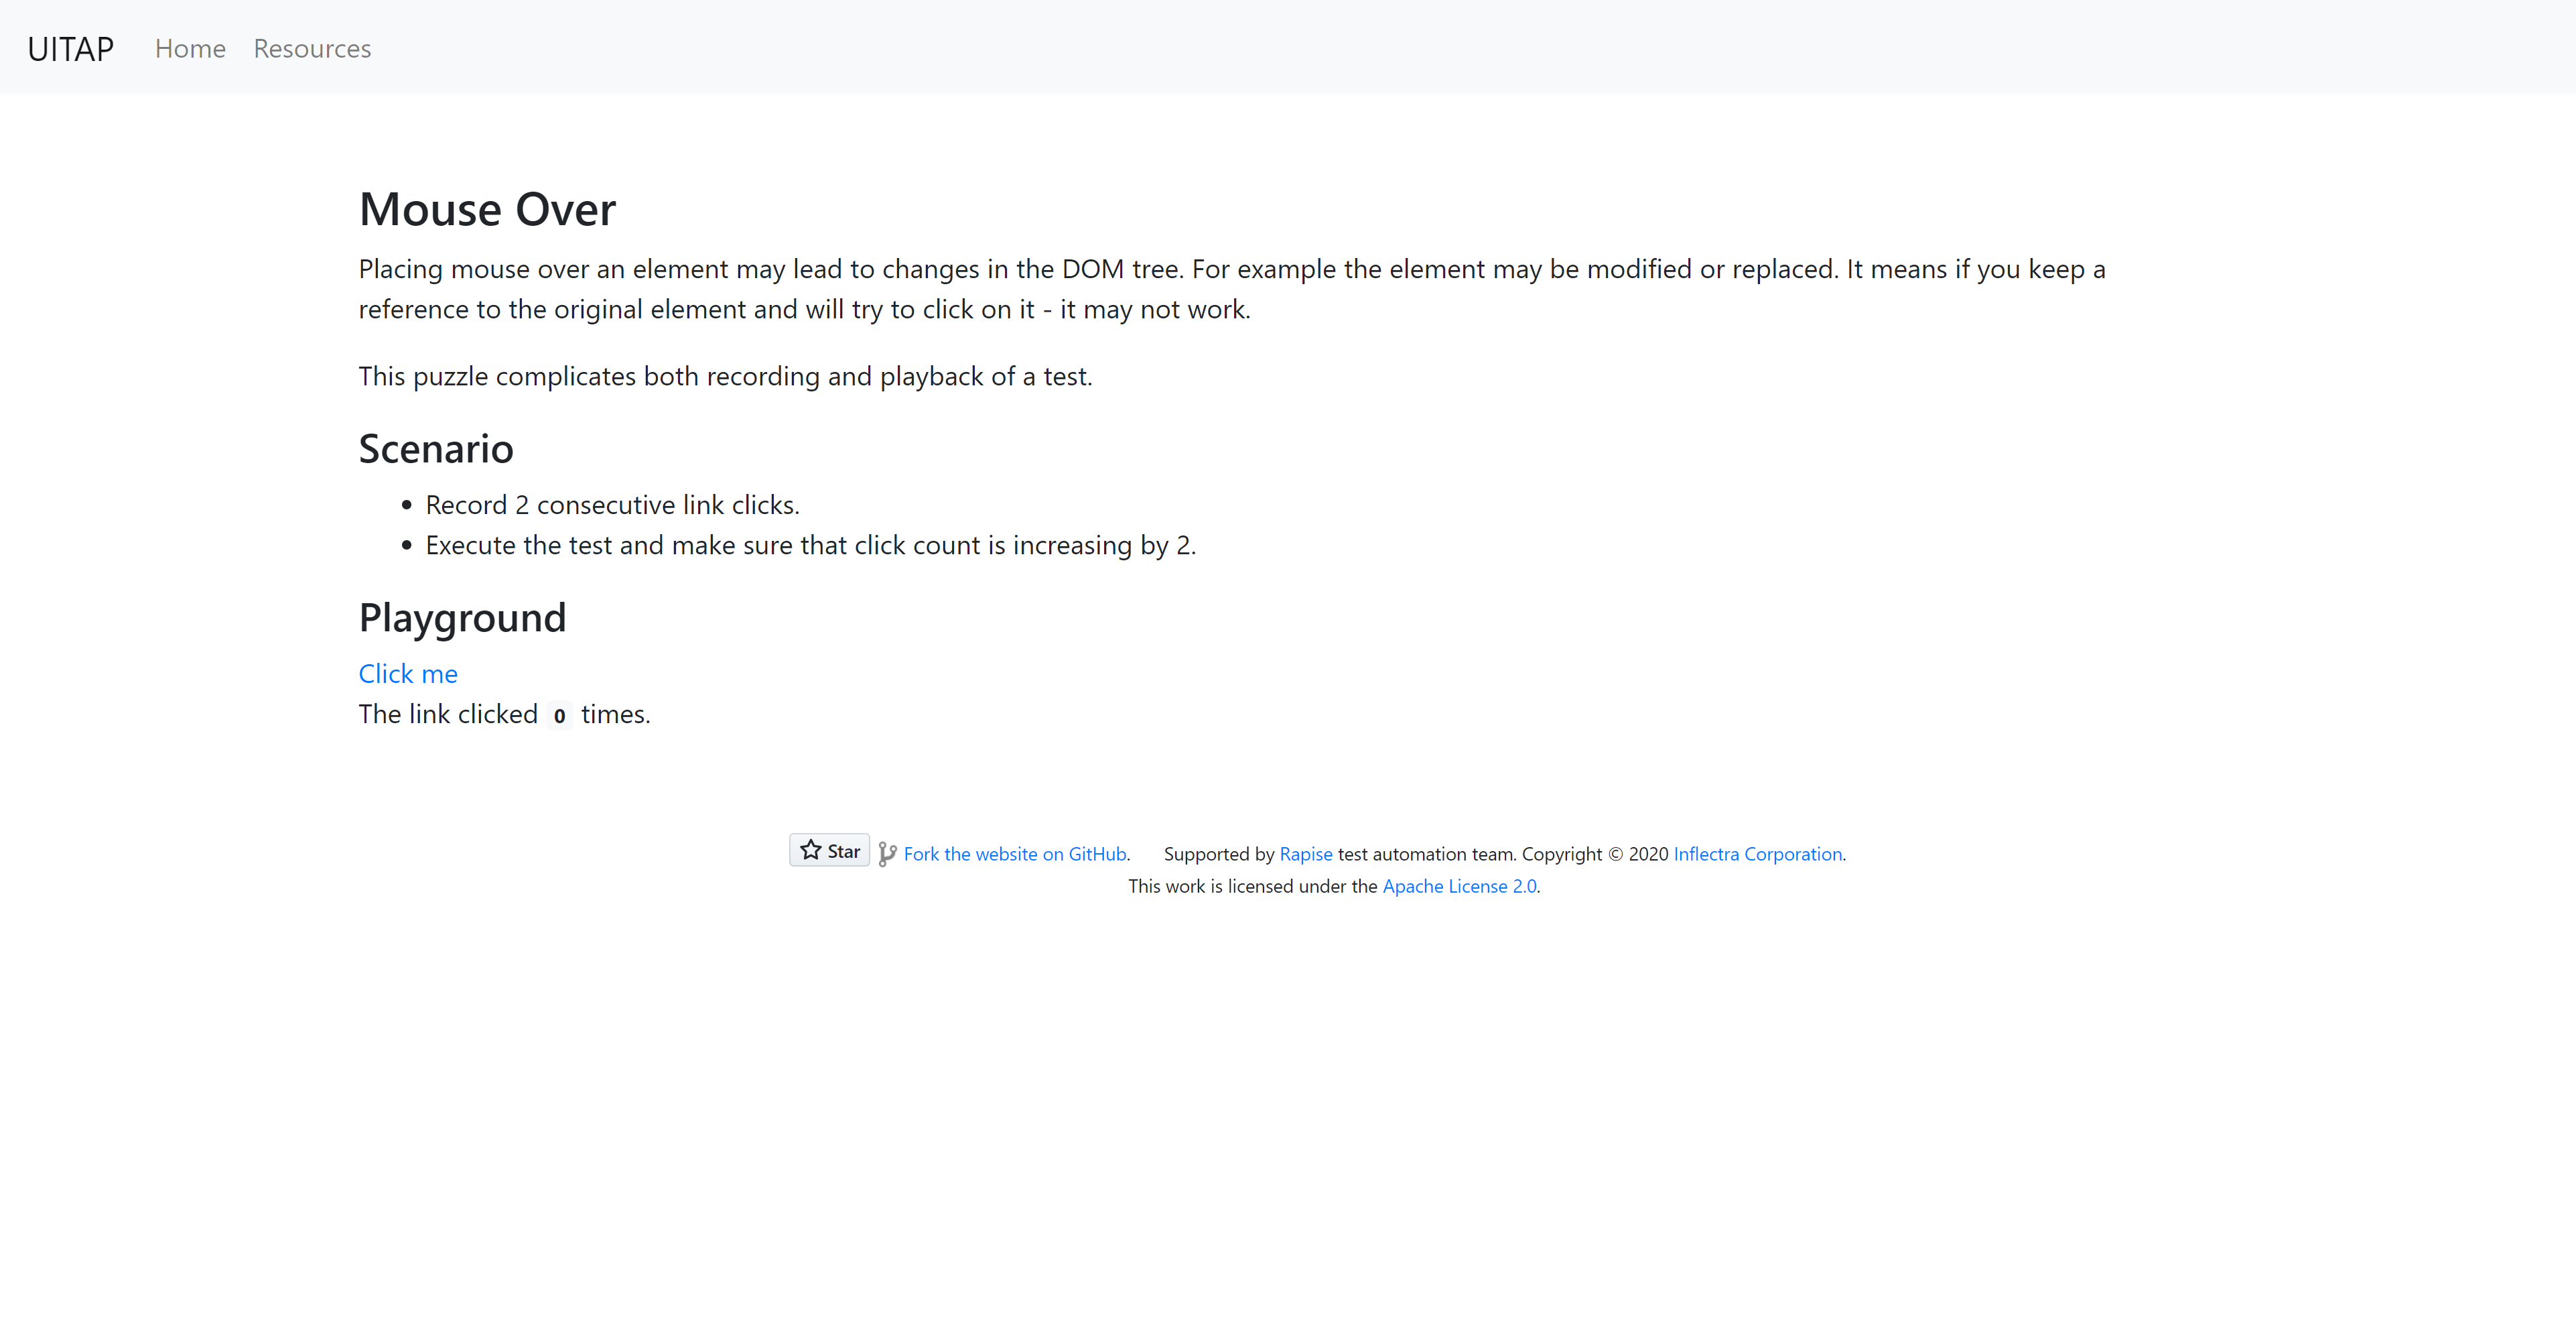 UITAP Home Resources
Mouse Over
Placing mouse over an element may lead to changes in the DOM tree. For example the element may be modified or replaced. It means if you keep a
reference to the original element and will try to click on it - it may not work.
This puzzle complicates both recording and playback of a test.
Scenario
• Record 2 consecutive link clicks.
• Execute the test and make sure that click count is increasing by 2.
Playground
Click me
The link clicked 0 times.
Star Fork the website on GitHub. Supported by Rapise test automation team. Copyright © 2020 Inflectra Corporation.
This work is licensed under the Apache License 2.0.